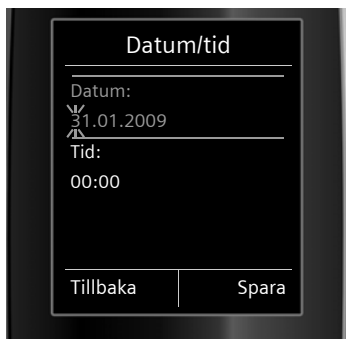 Datum/tid
Datum:
31.01.2009
Tid:
00:00
Tillbaka Spara